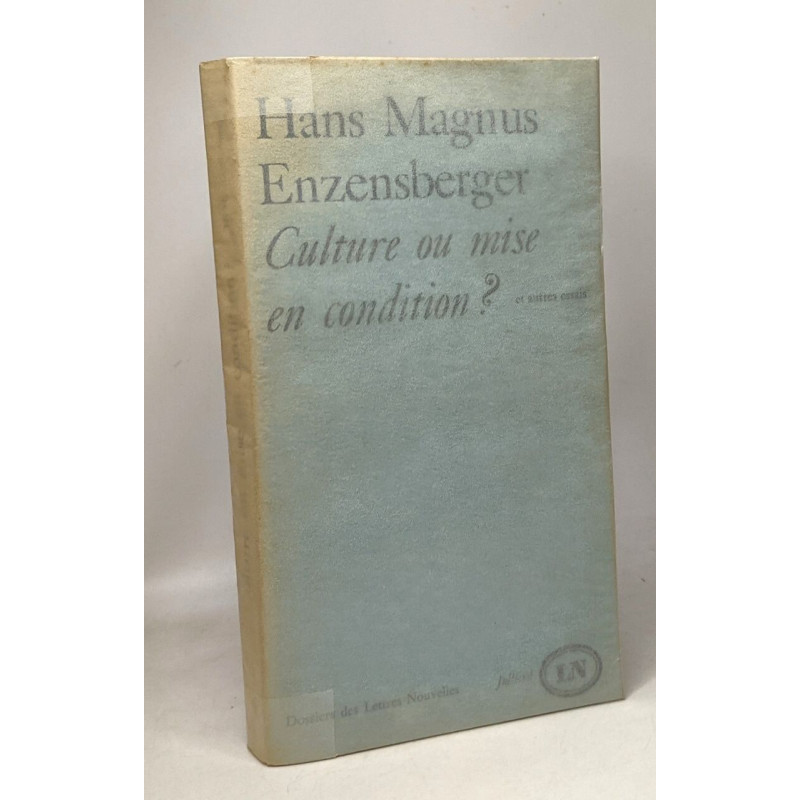 Hans Magnus
Enzensberger
Culture ou mise
en condition ? et autres essais
Dossiers des Lettres Nouvelles
Julliard LN